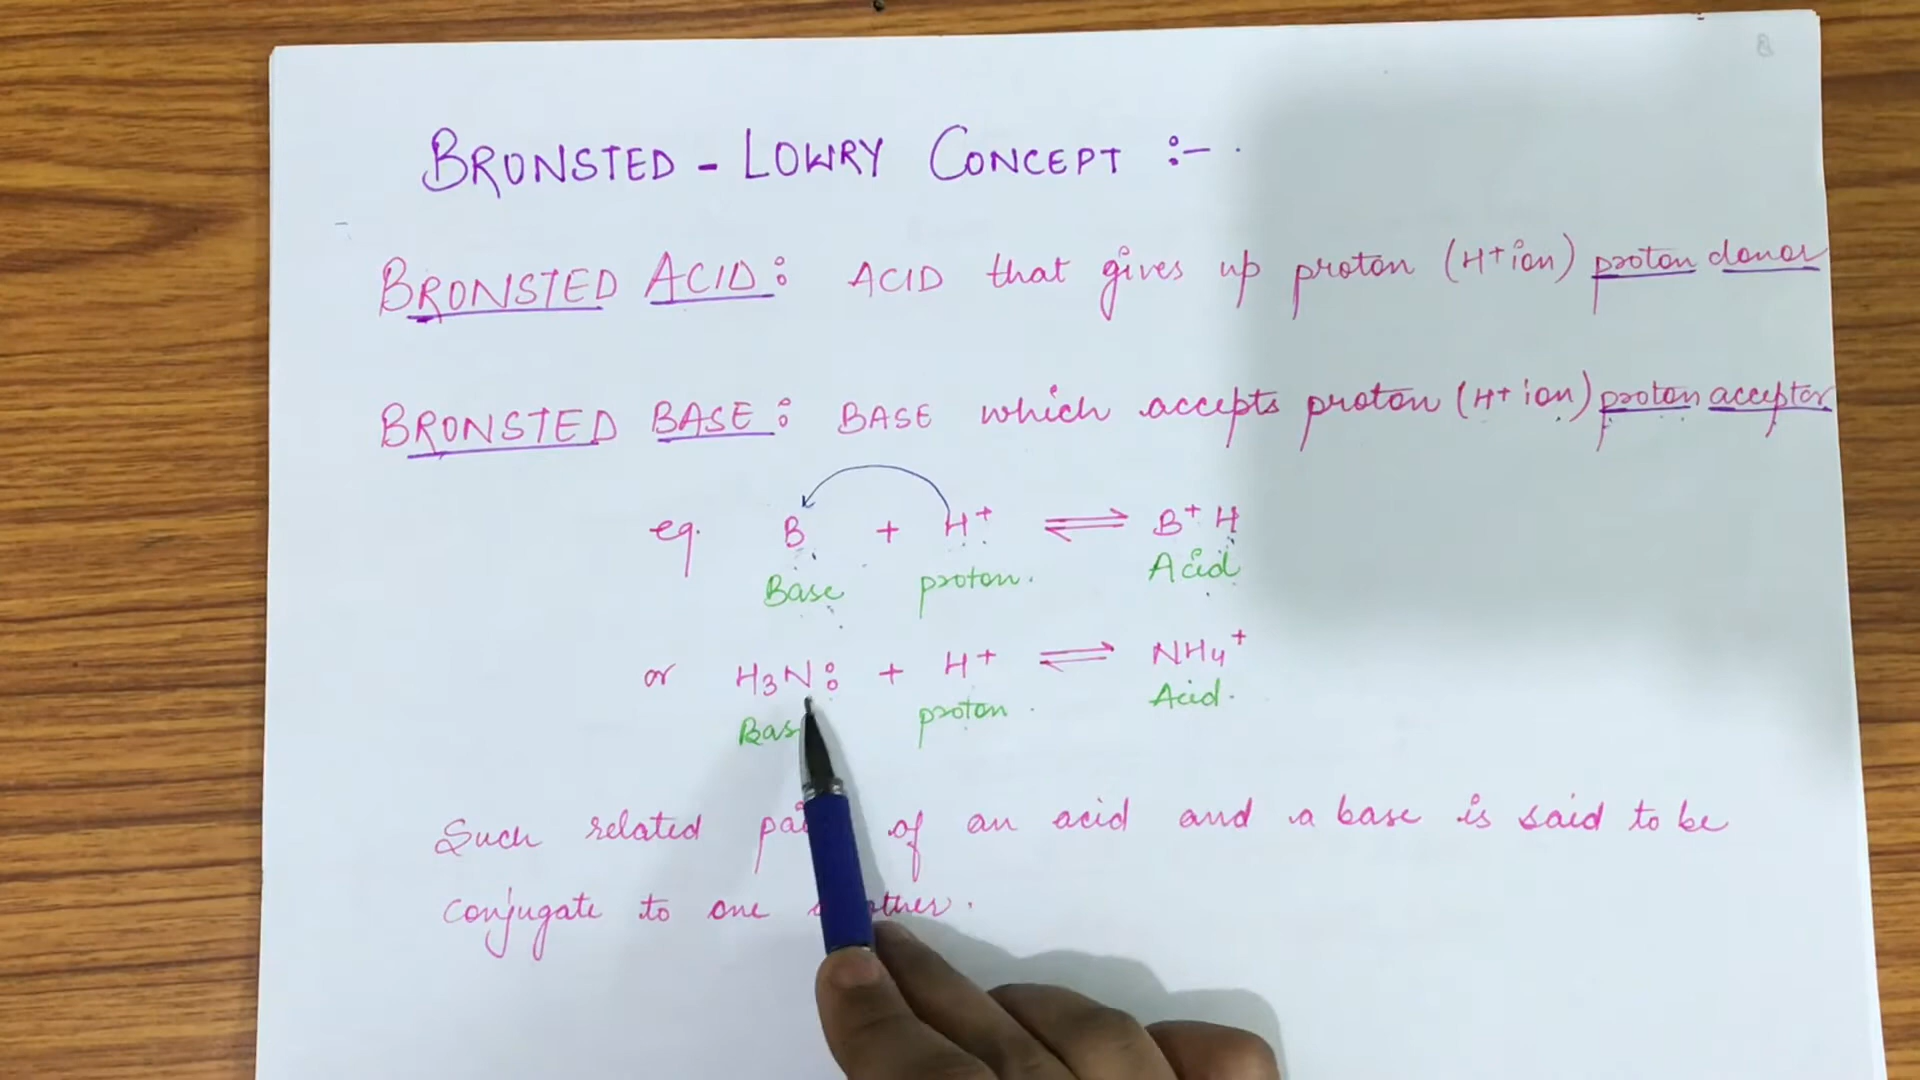 8
BRONSTED - LOWRY CONCEPT :-
BRONSTED ACID: ACID that gives up proton (H+ ion) proton donor
BRONSTED BASE: BASE which accepts proton (H+ ion) proton acceptor
eg. B + H+ ⇌ B+ H
Base proton. Acid
or H3N: + H+ ⇌ NH4+
proton Acid.
Such related of an acid and a base is said to be
conjugate to one